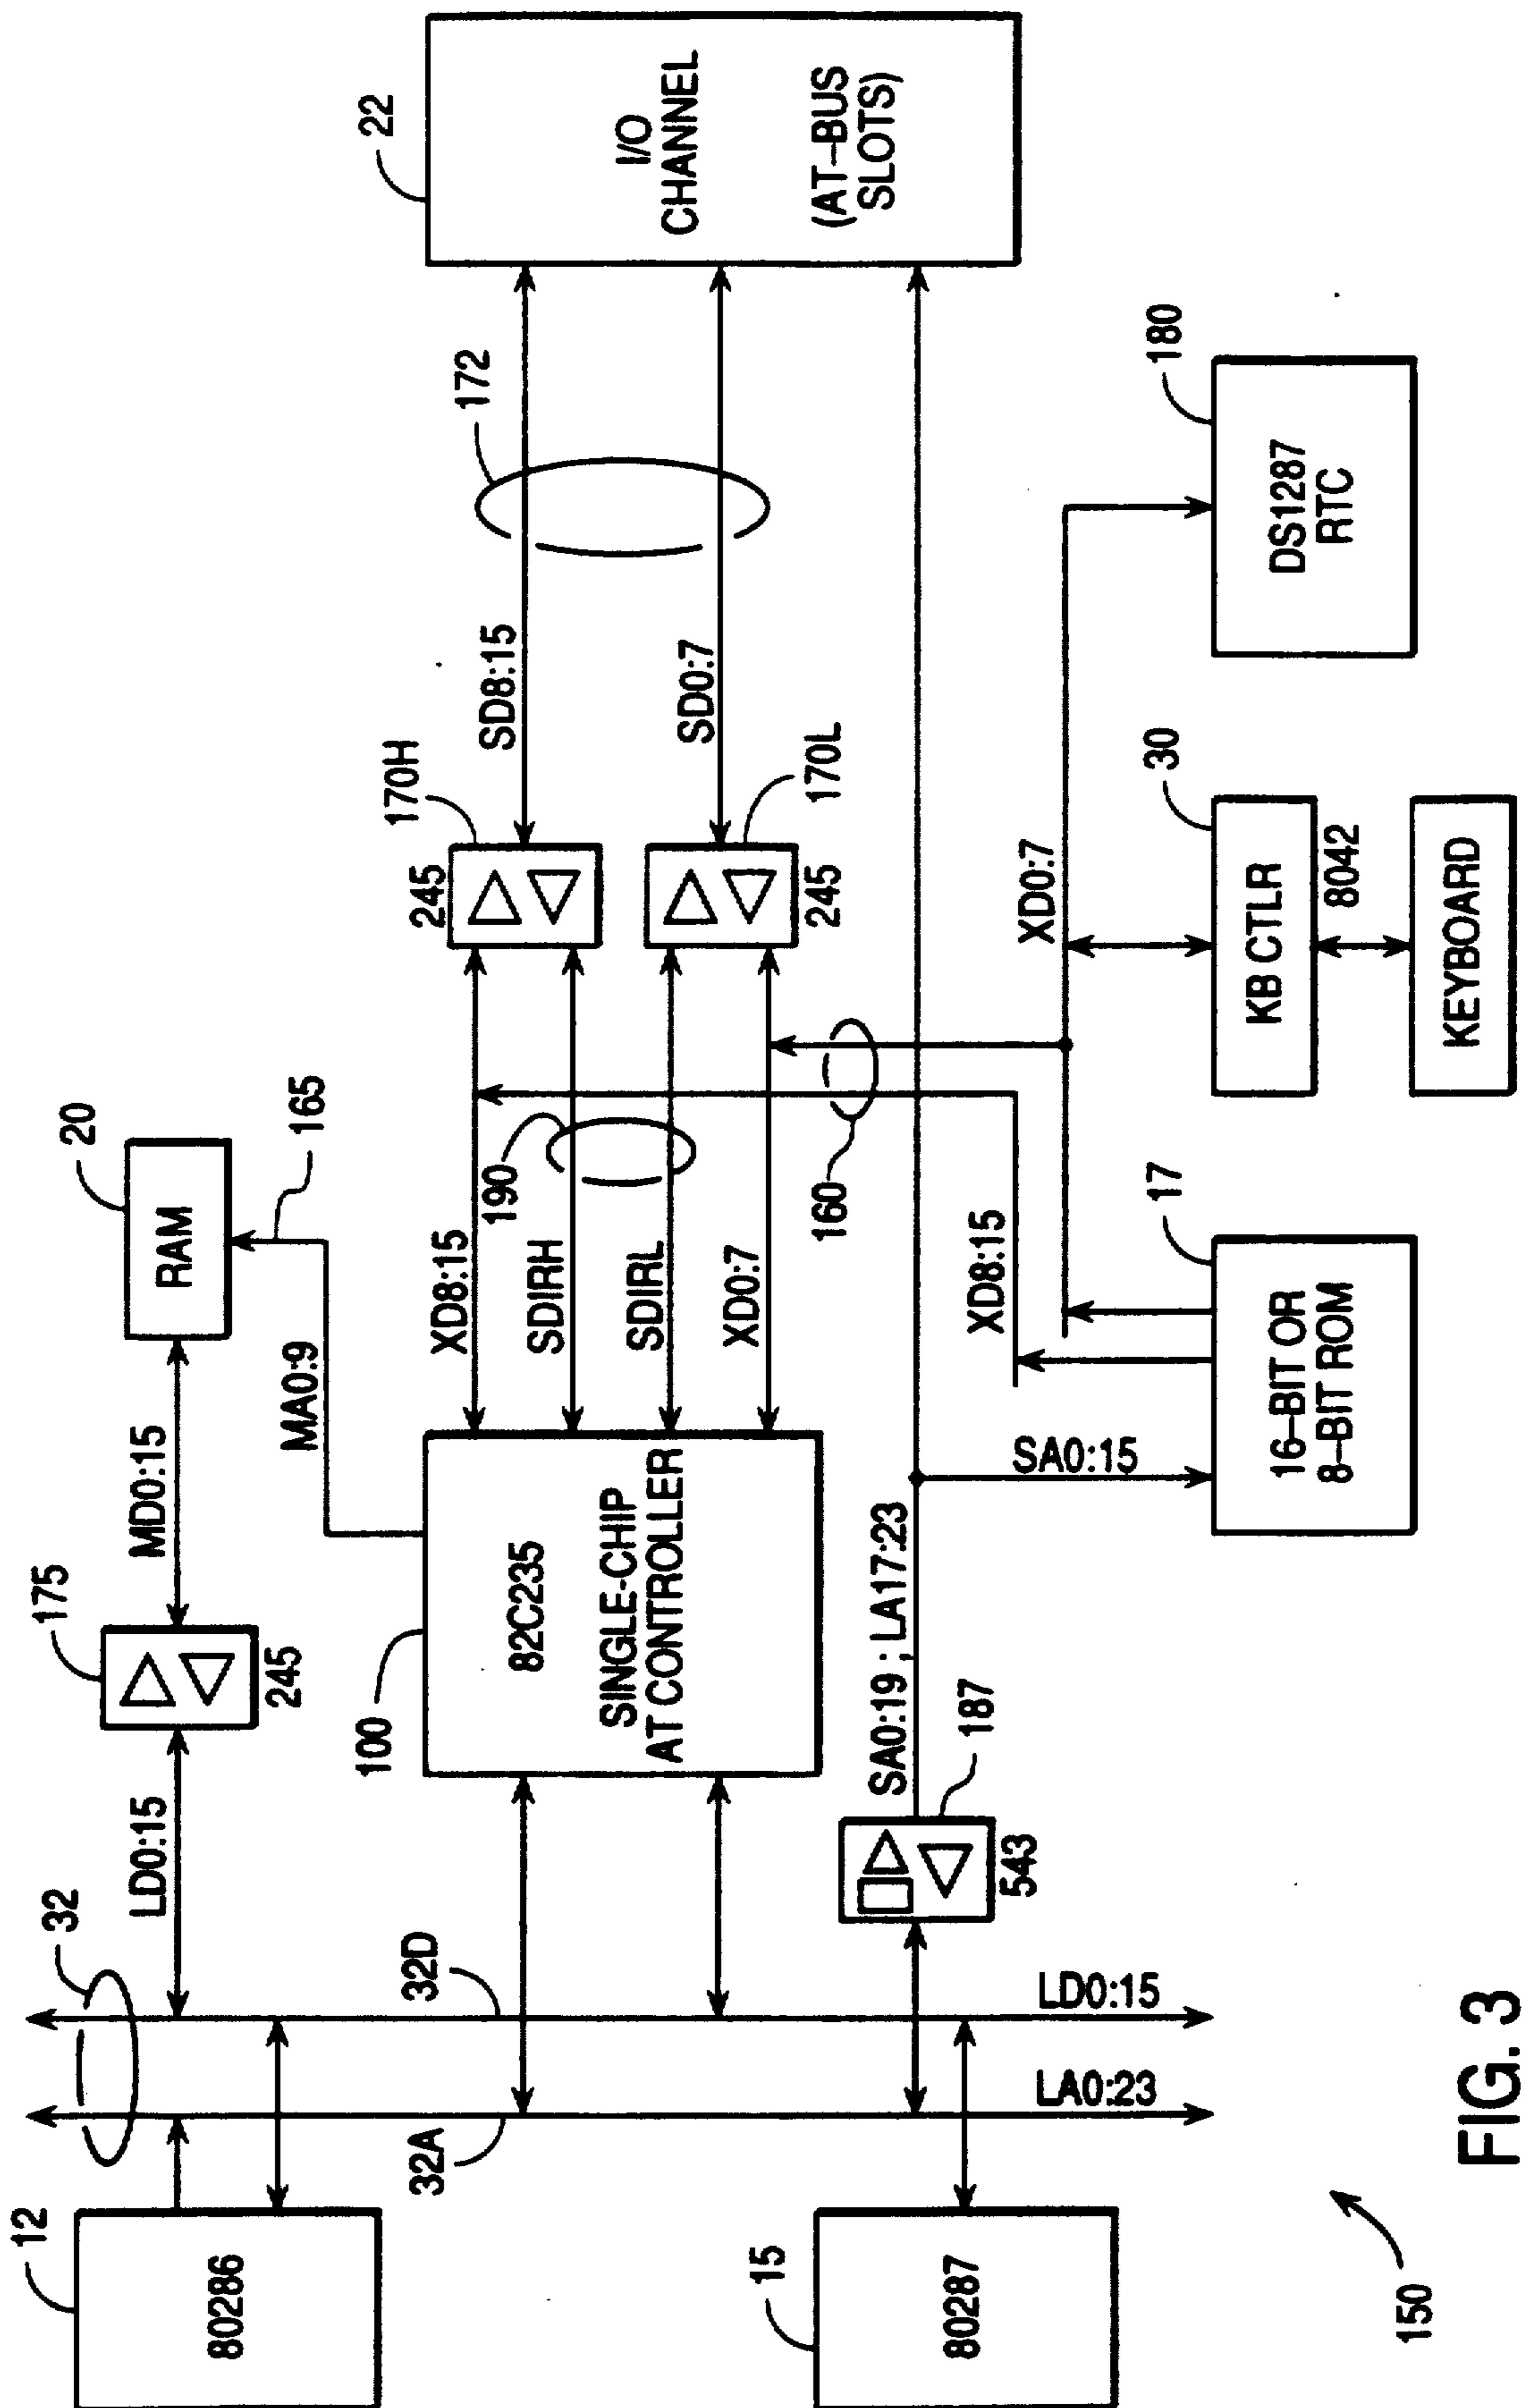 12
80286
15
80287
150
32
32A
LA0:23
32D
LD0:15
LD0:15
175
245
MD0:15
20
RAM
165
MA0:9
100
82C235
SINGLE-CHIP
AT CONTROLLER
187
543
SA0:19 ; LA17:23
SA0:15
XD8:15
SDIRH
SDIRL
XD0:7
190
160
170H
245
170L
245
SD8:15
SD0:7
172
22
I/O
CHANNEL
(AT–BUS
SLOTS)
XD8:15
17
16–BIT OR
8–BIT ROM
XD0:7
30
KB CTLR
8042
KEYBOARD
180
DS1287
RTC
FIG. 3